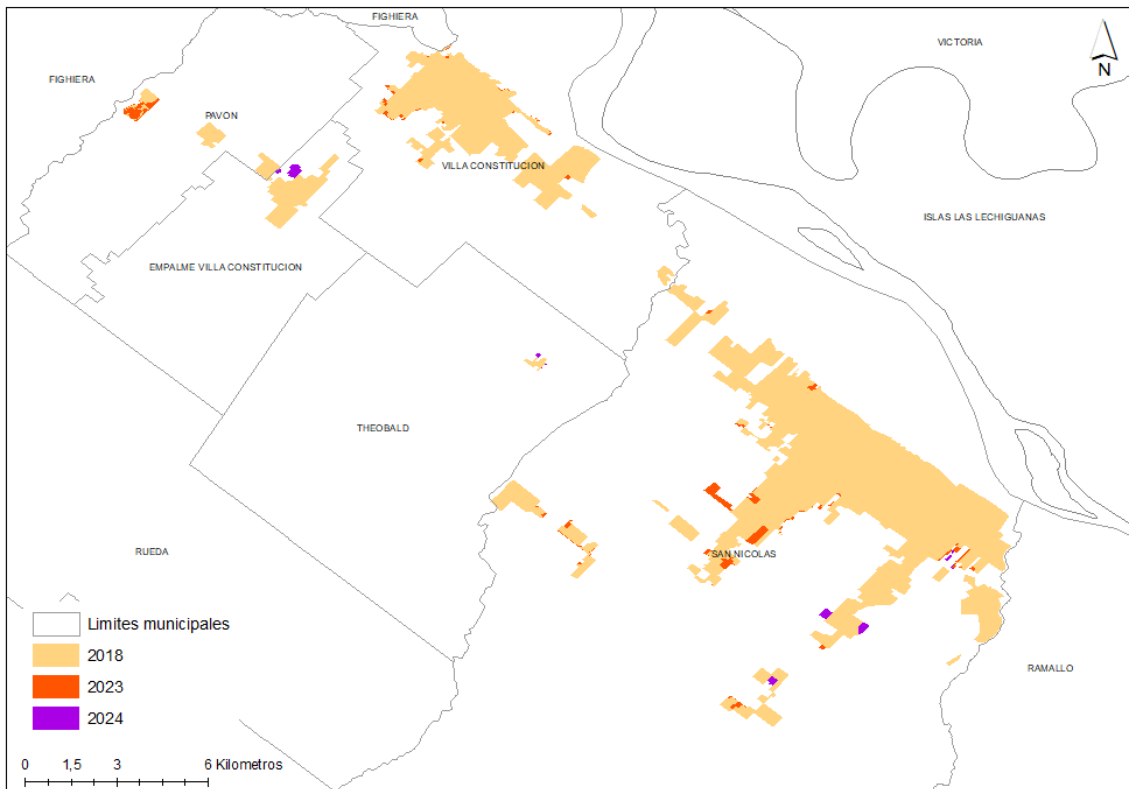 FIGHIERA
VICTORIA
N
FIGHIERA
PAVON
VILLA CONSTITUCION
ISLAS LAS LECHIGUANAS
EMPALME VILLA CONSTITUCION
THEOBALD
RUEDA
SAN NICOLAS
RAMALLO
Limites municipales
2018
2023
2024
0 1,5 3 6 Kilometros